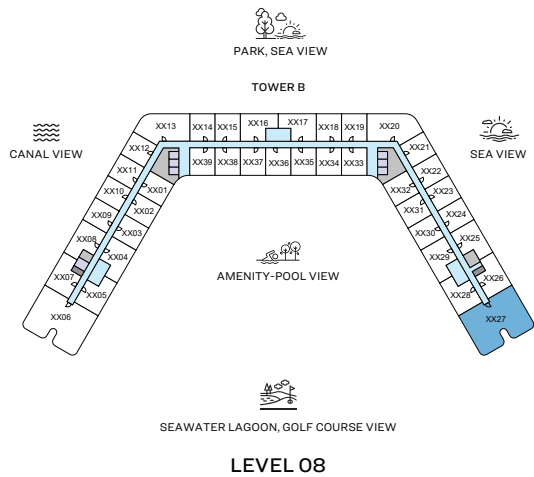 PARK, SEA VIEW
TOWER B
XX13
XX14
XX15
XX16
XX17
XX18
XX19
XX20
CANAL VIEW
SEA VIEW
XX12
XX11
XX10
XX09
XX08
XX07
XX06
XX39
XX38
XX37
XX36
XX35
XX34
XX33
XX21
XX22
XX23
XX24
XX25
XX26
XX27
XX01
XX02
XX03
XX04
XX05
XX32
XX31
XX30
XX29
XX28
AMENITY-POOL VIEW
SEAWATER LAGOON, GOLF COURSE VIEW
LEVEL 08